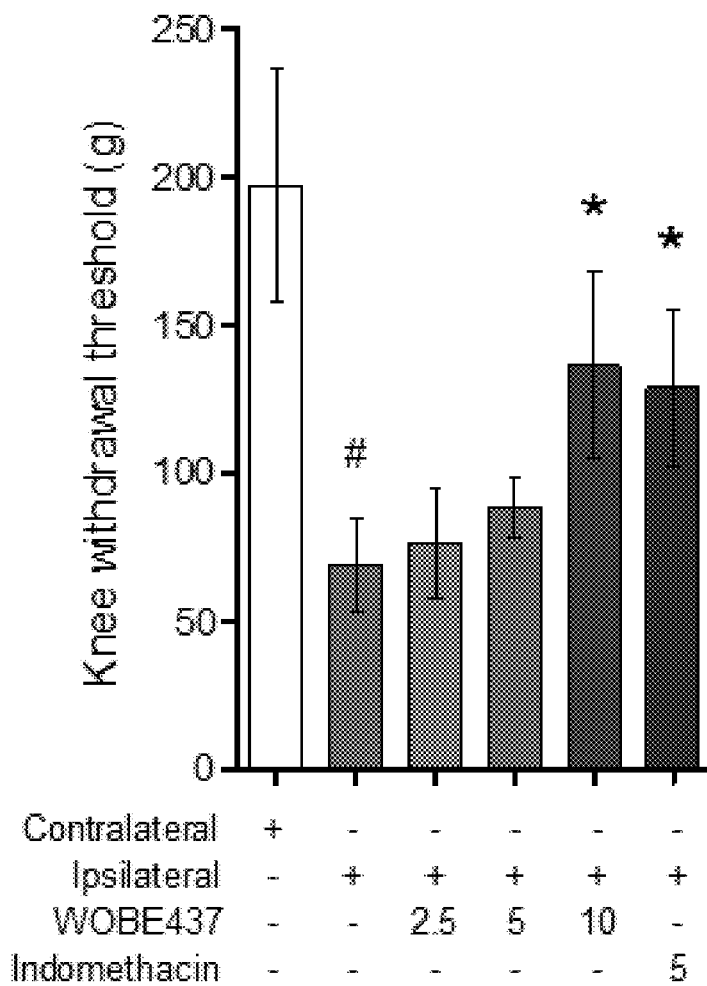 250
200
150
100
50
0
Knee withdrawal threshold (g)
#
*
*
Contralateral + - - - - -
Ipsilateral - + + + + +
WOBE437 - - 2.5 5 10 -
Indomethacin - - - - - 5